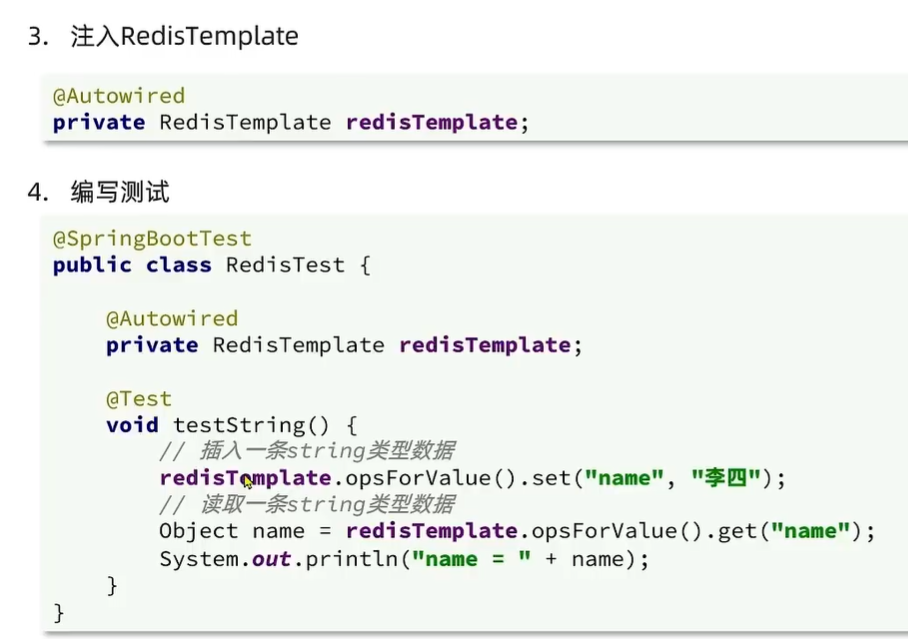 3. 注入RedisTemplate
@Autowired
private RedisTemplate redisTemplate;
4. 编写测试
@SpringBootTest
public class RedisTest {
@Autowired
private RedisTemplate redisTemplate;
@Test
void testString() {
// 插入一条string类型数据
redisTemplate.opsForValue().set("name", "李四");
// 读取一条string类型数据
Object name = redisTemplate.opsForValue().get("name");
System.out.println("name = " + name);
}
}